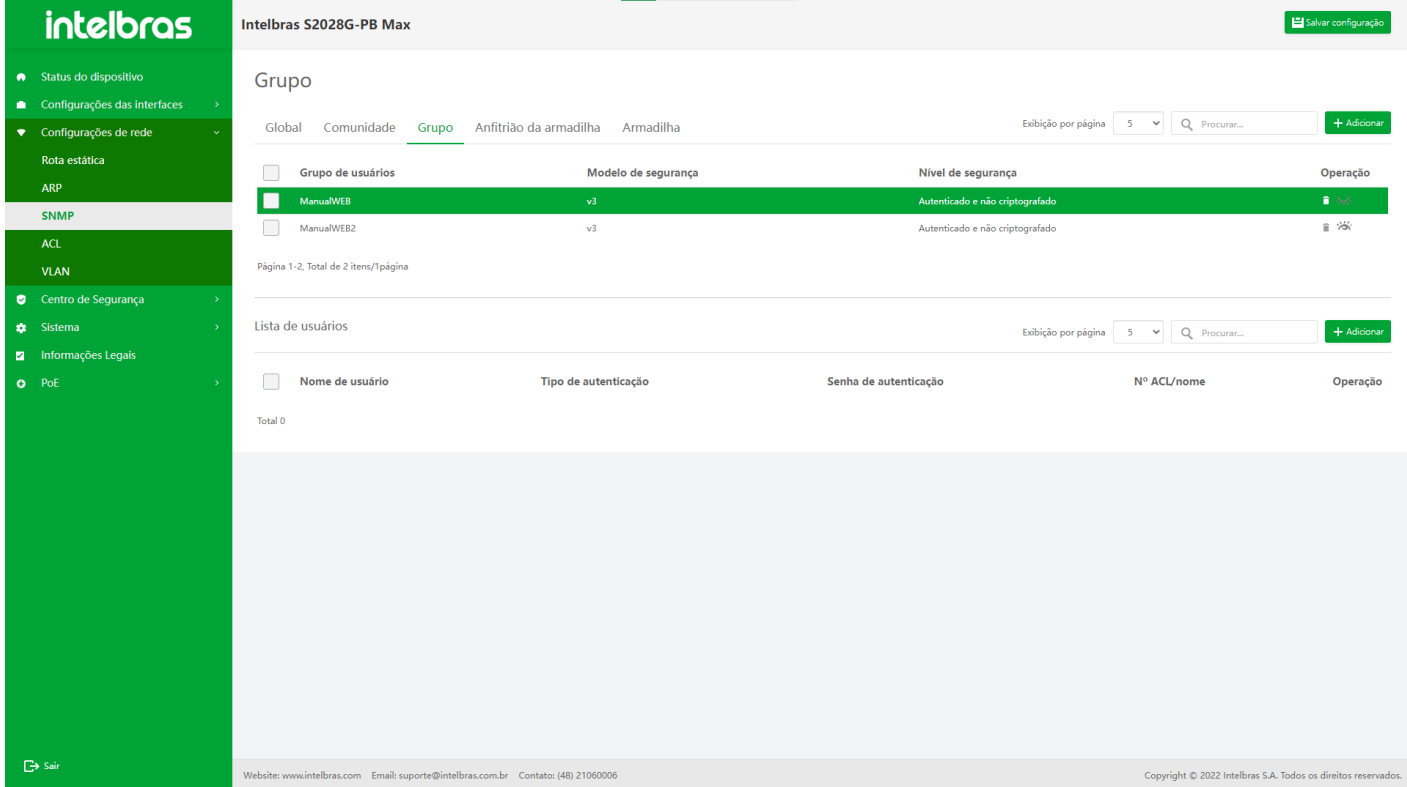 intelbras
Intelbras S2028G-PB Max
Salvar configuração
Status do dispositivo
Configurações das interfaces
Configurações de rede
Rota estática
ARP
SNMP
ACL
VLAN
Centro de Segurança
Sistema
Informações Legais
PoE
Sair
Grupo
Global Comunidade Grupo Anfitrião da armadilha Armadilha Exibição por página 5 Procurar... + Adicionar
Grupo de usuários Modelo de segurança Nível de segurança Operação
ManualWEB v3 Autenticado e não criptografado
ManualWEB2 v3 Autenticado e não criptografado
Página 1-2, Total de 2 itens/1página
Lista de usuários Exibição por página 5 Procurar... + Adicionar
Nome de usuário Tipo de autenticação Senha de autenticação Nº ACL/nome Operação
Total 0
Website: www.intelbras.com Email: suporte@intelbras.com.br Contato: (48) 21060006 Copyright © 2022 Intelbras S.A. Todos os direitos reservados.